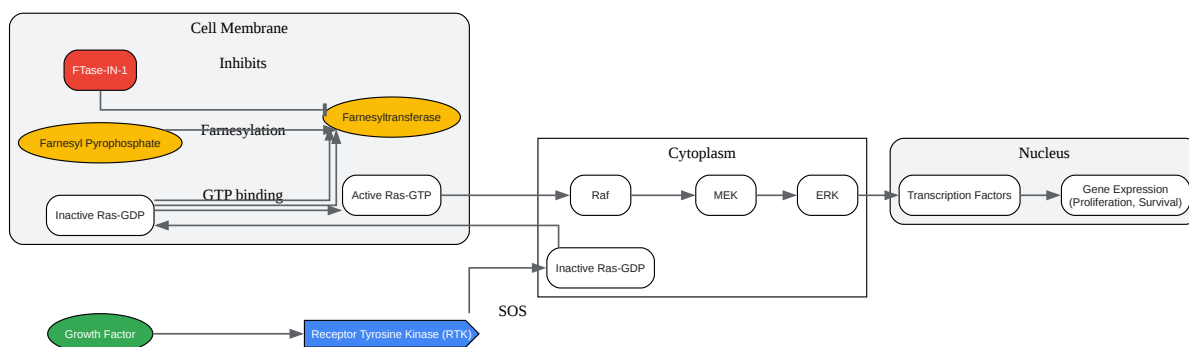 Cell Membrane
FTase-IN-1
Inhibits
Farnesyltransferase
Farnesyl Pyrophosphate
Farnesylation
Inactive Ras-GDP
GTP binding
Active Ras-GTP
Cytoplasm
Raf
MEK
ERK
Inactive Ras-GDP
Nucleus
Transcription Factors
Gene Expression
(Proliferation, Survival)
SOS
Growth Factor
Receptor Tyrosine Kinase (RTK)